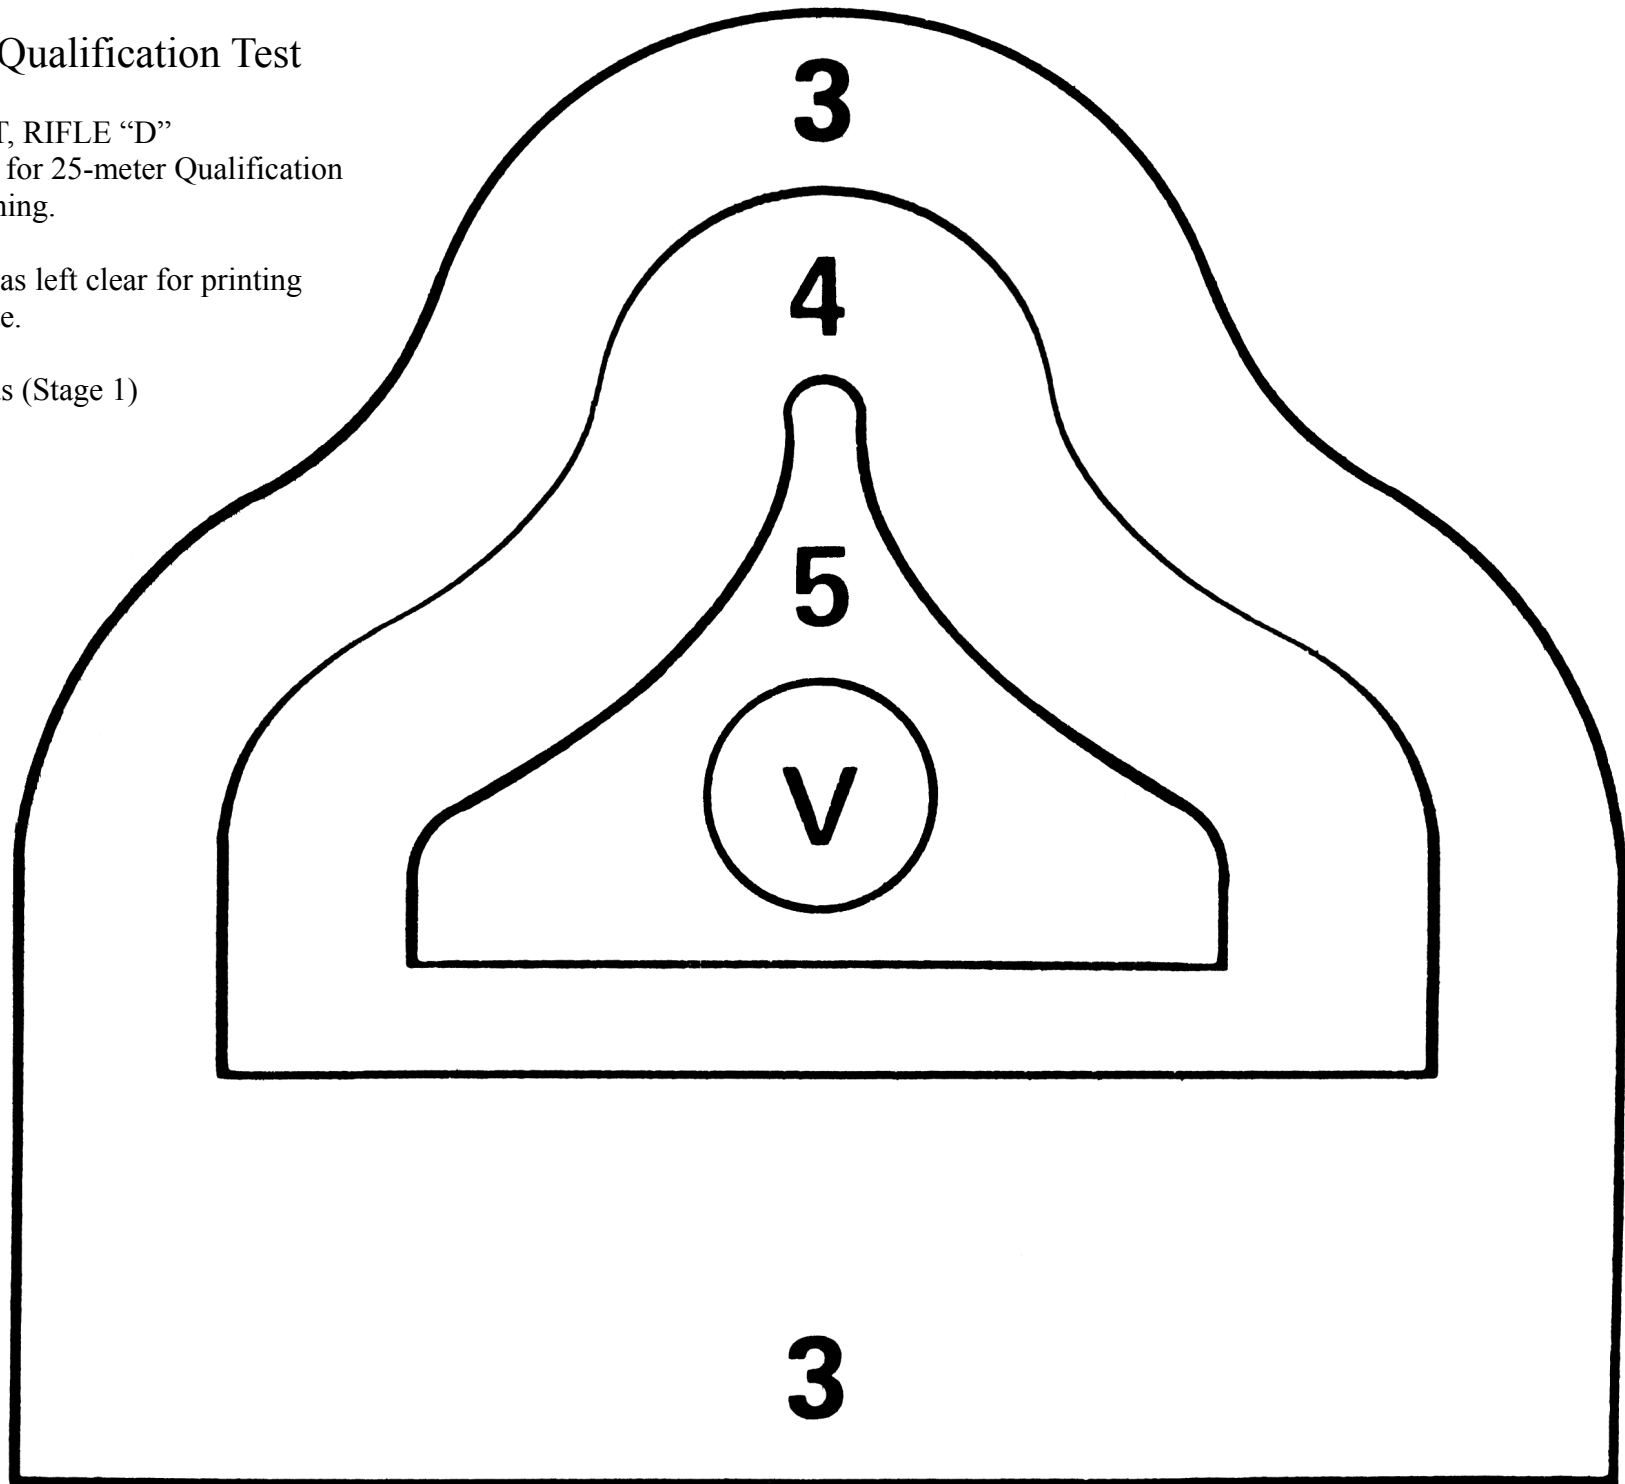 Qualification Test
T, RIFLE “D”
for 25-meter Qualification
ning.
as left clear for printing
e.
s (Stage 1)
3
4
5
V
3